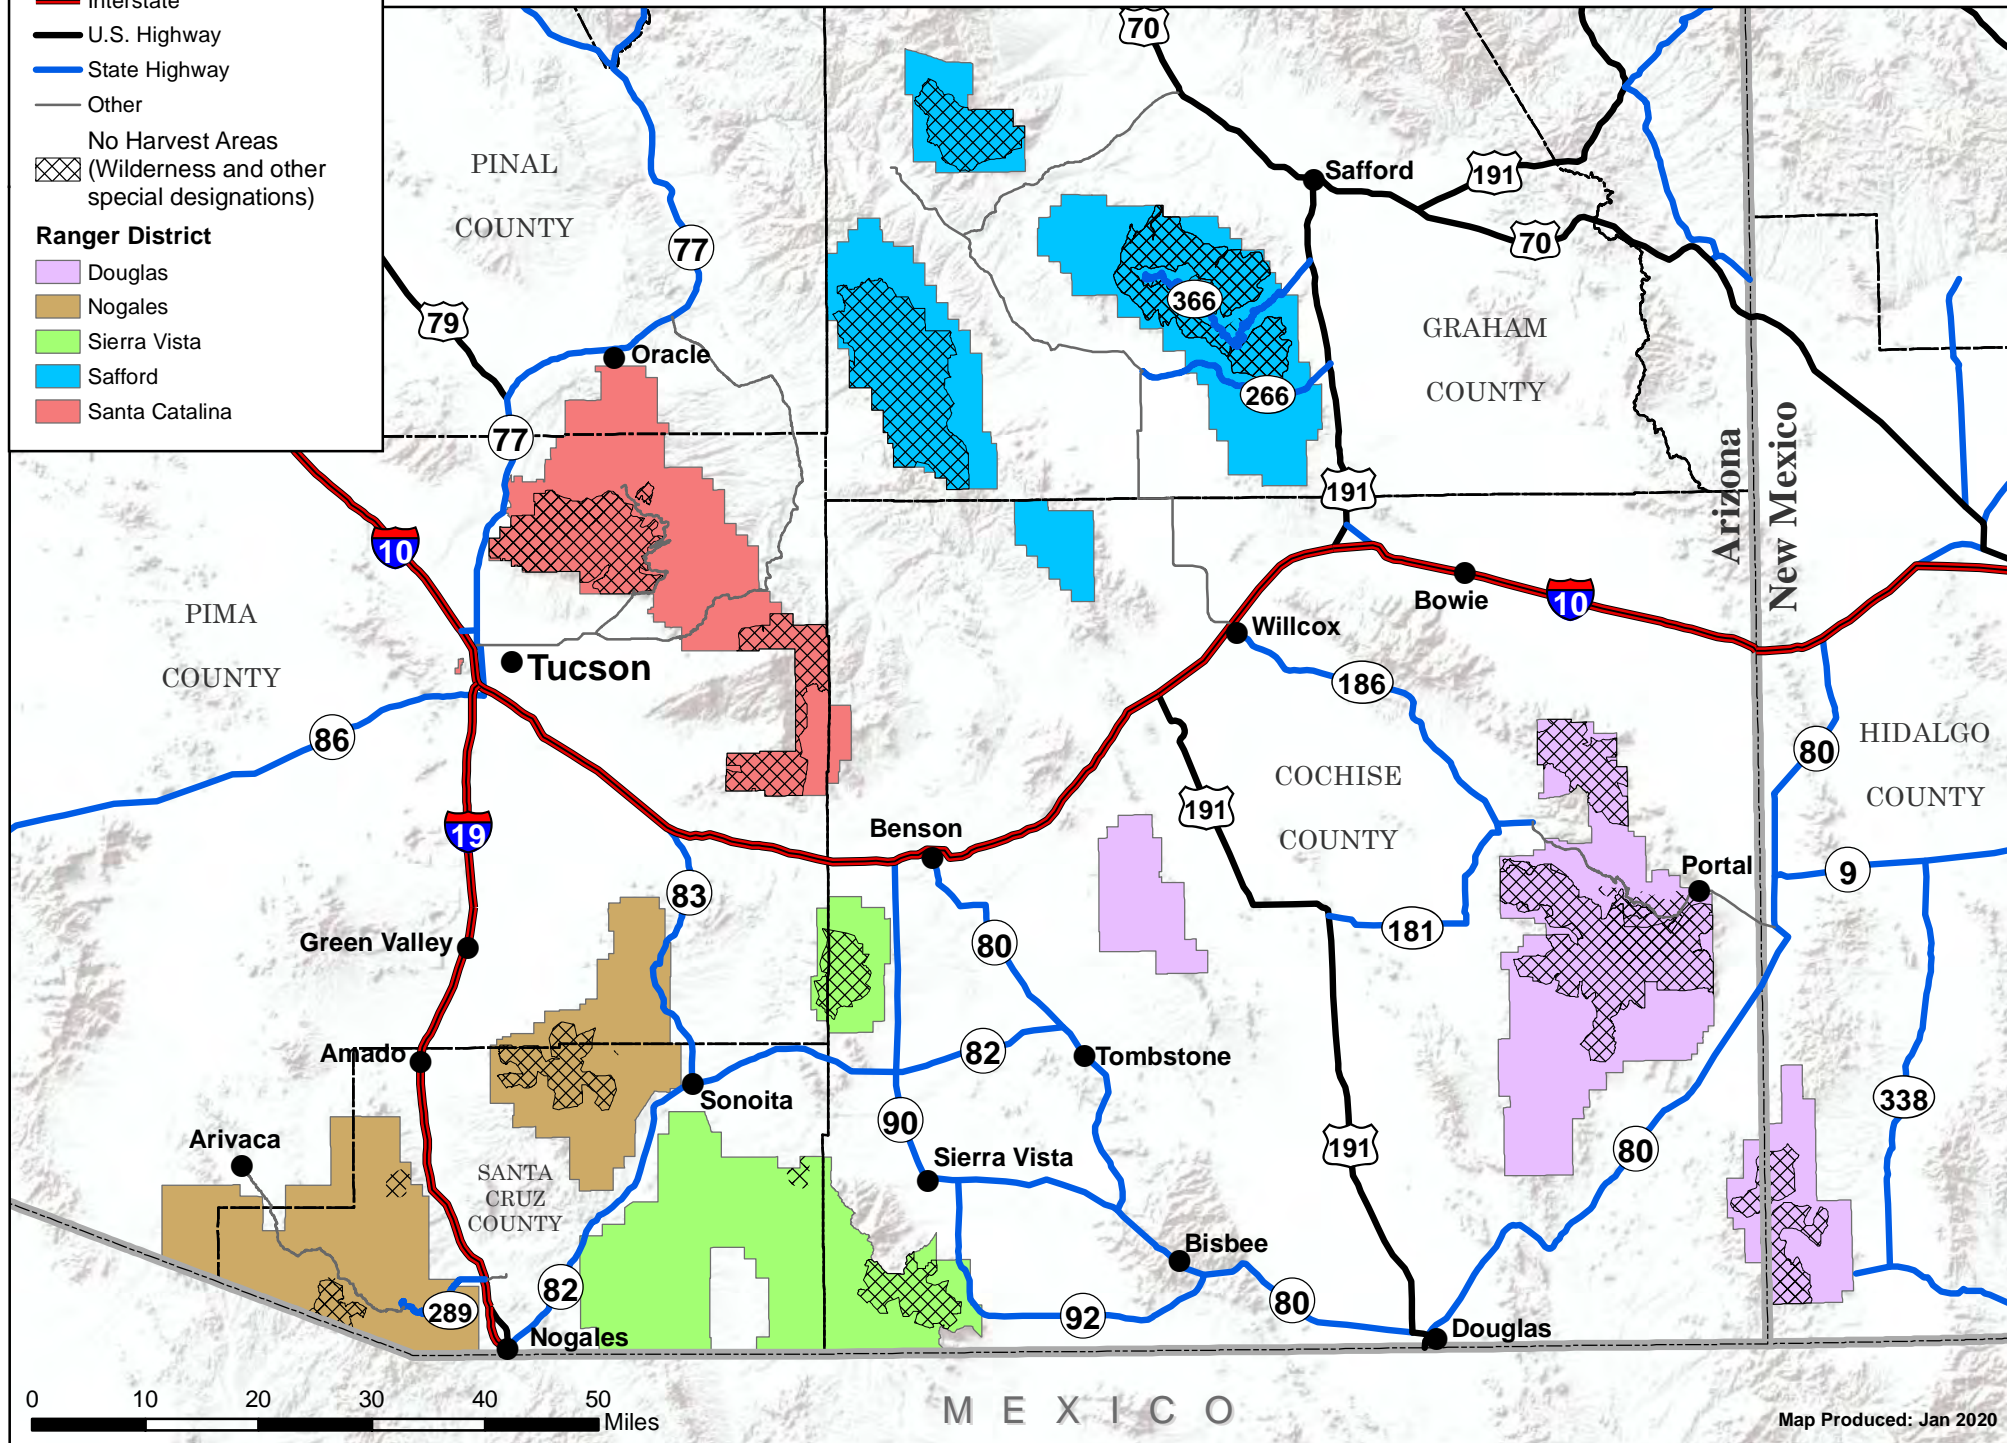 Interstate
U.S. Highway
State Highway
Other
No Harvest Areas
(Wilderness and other
special designations)
Ranger District
Douglas
Nogales
Sierra Vista
Safford
Santa Catalina
70
PINAL
COUNTY
Safford
191
77
70
366
79
GRAHAM
COUNTY
Oracle
266
77
191
Arizona
New Mexico
10
PIMA
COUNTY
Bowie
10
Willcox
Tucson
186
86
80
HIDALGO
COUNTY
COCHISE
COUNTY
191
19
Benson
83
Portal
9
Green Valley
80
181
Amado
82
Tombstone
Sonoita
338
90
Arivaca
191
80
SANTA
CRUZ
COUNTY
Sierra Vista
Bisbee
82
289
92
80
Nogales
Douglas
0 10 20 30 40 50
Miles
MEXICO
Map Produced: Jan 2020